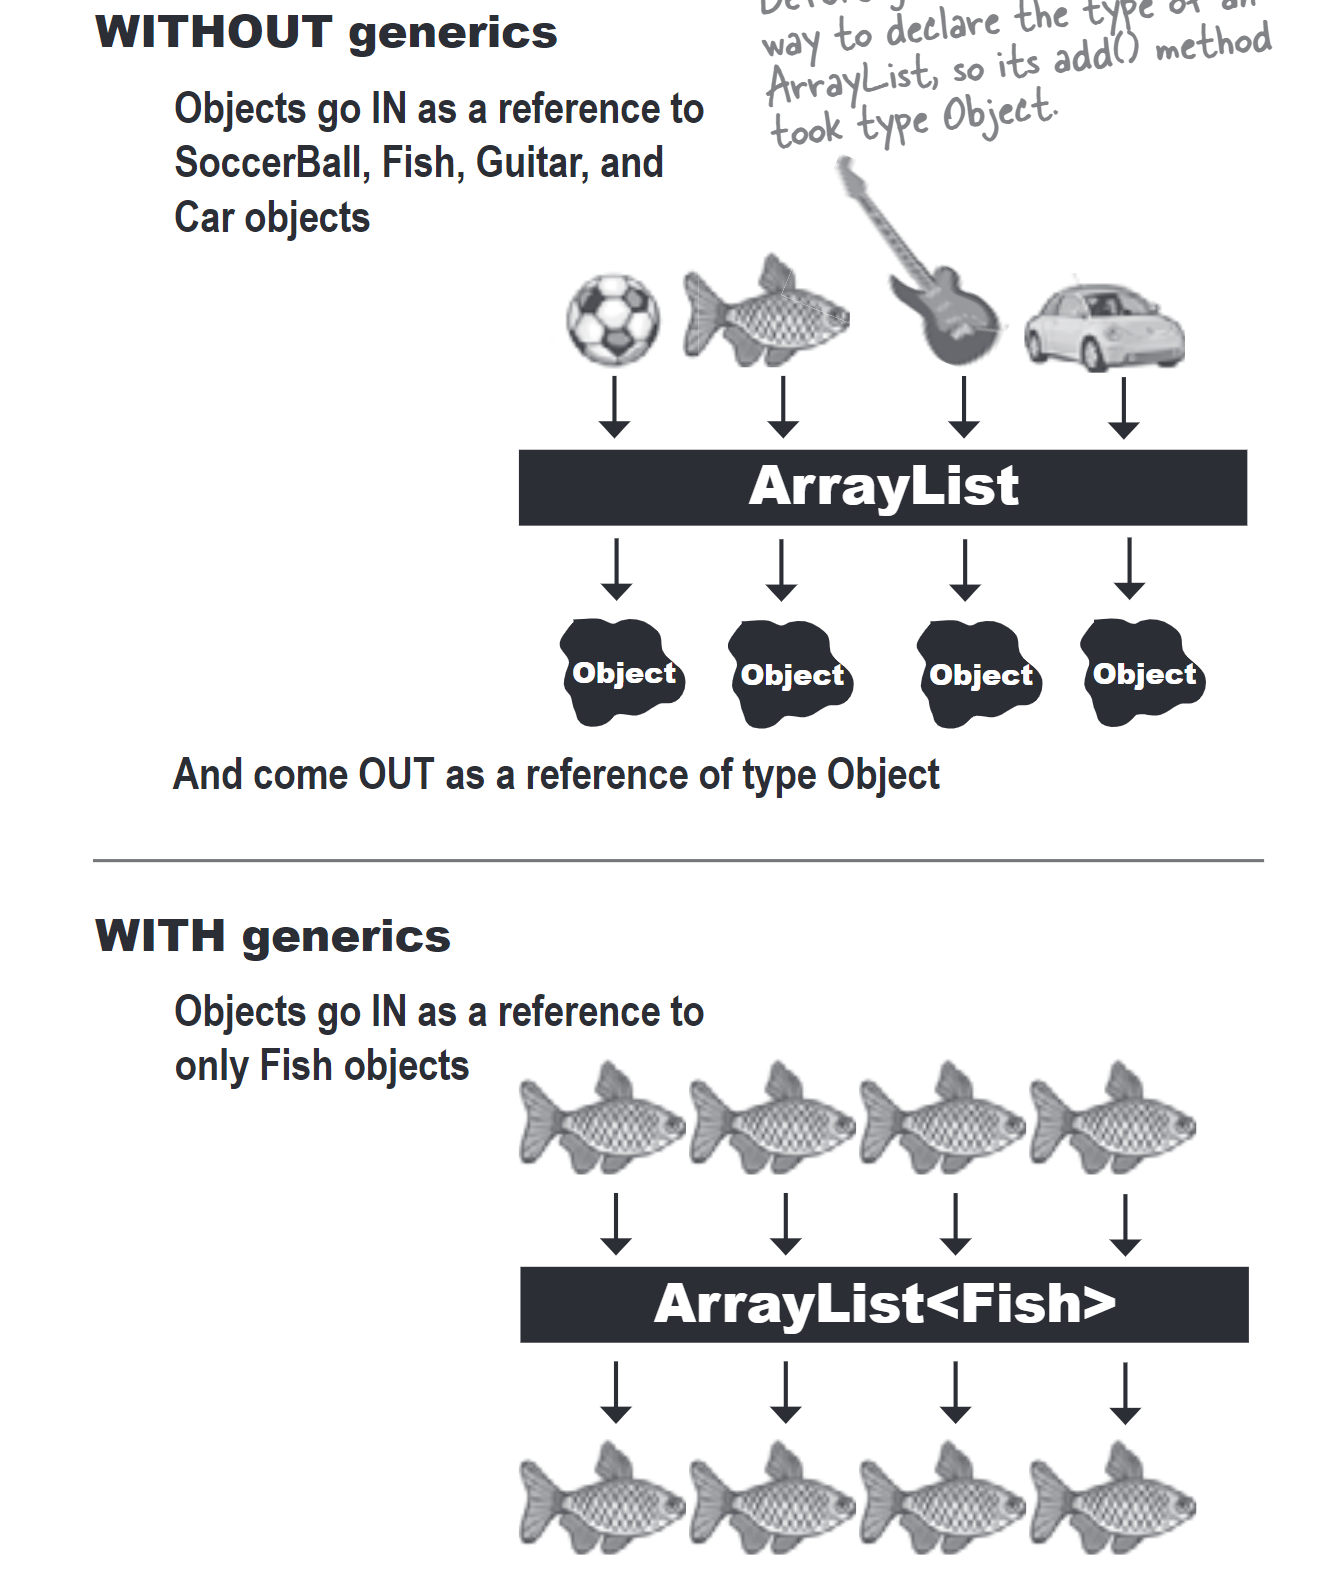 WITHOUT generics
way to declare the type of an
ArrayList, so its add() method
took type Object.
Objects go IN as a reference to
SoccerBall, Fish, Guitar, and
Car objects
ArrayList
Object Object Object Object
And come OUT as a reference of type Object
WITH generics
Objects go IN as a reference to
only Fish objects
ArrayList<Fish>